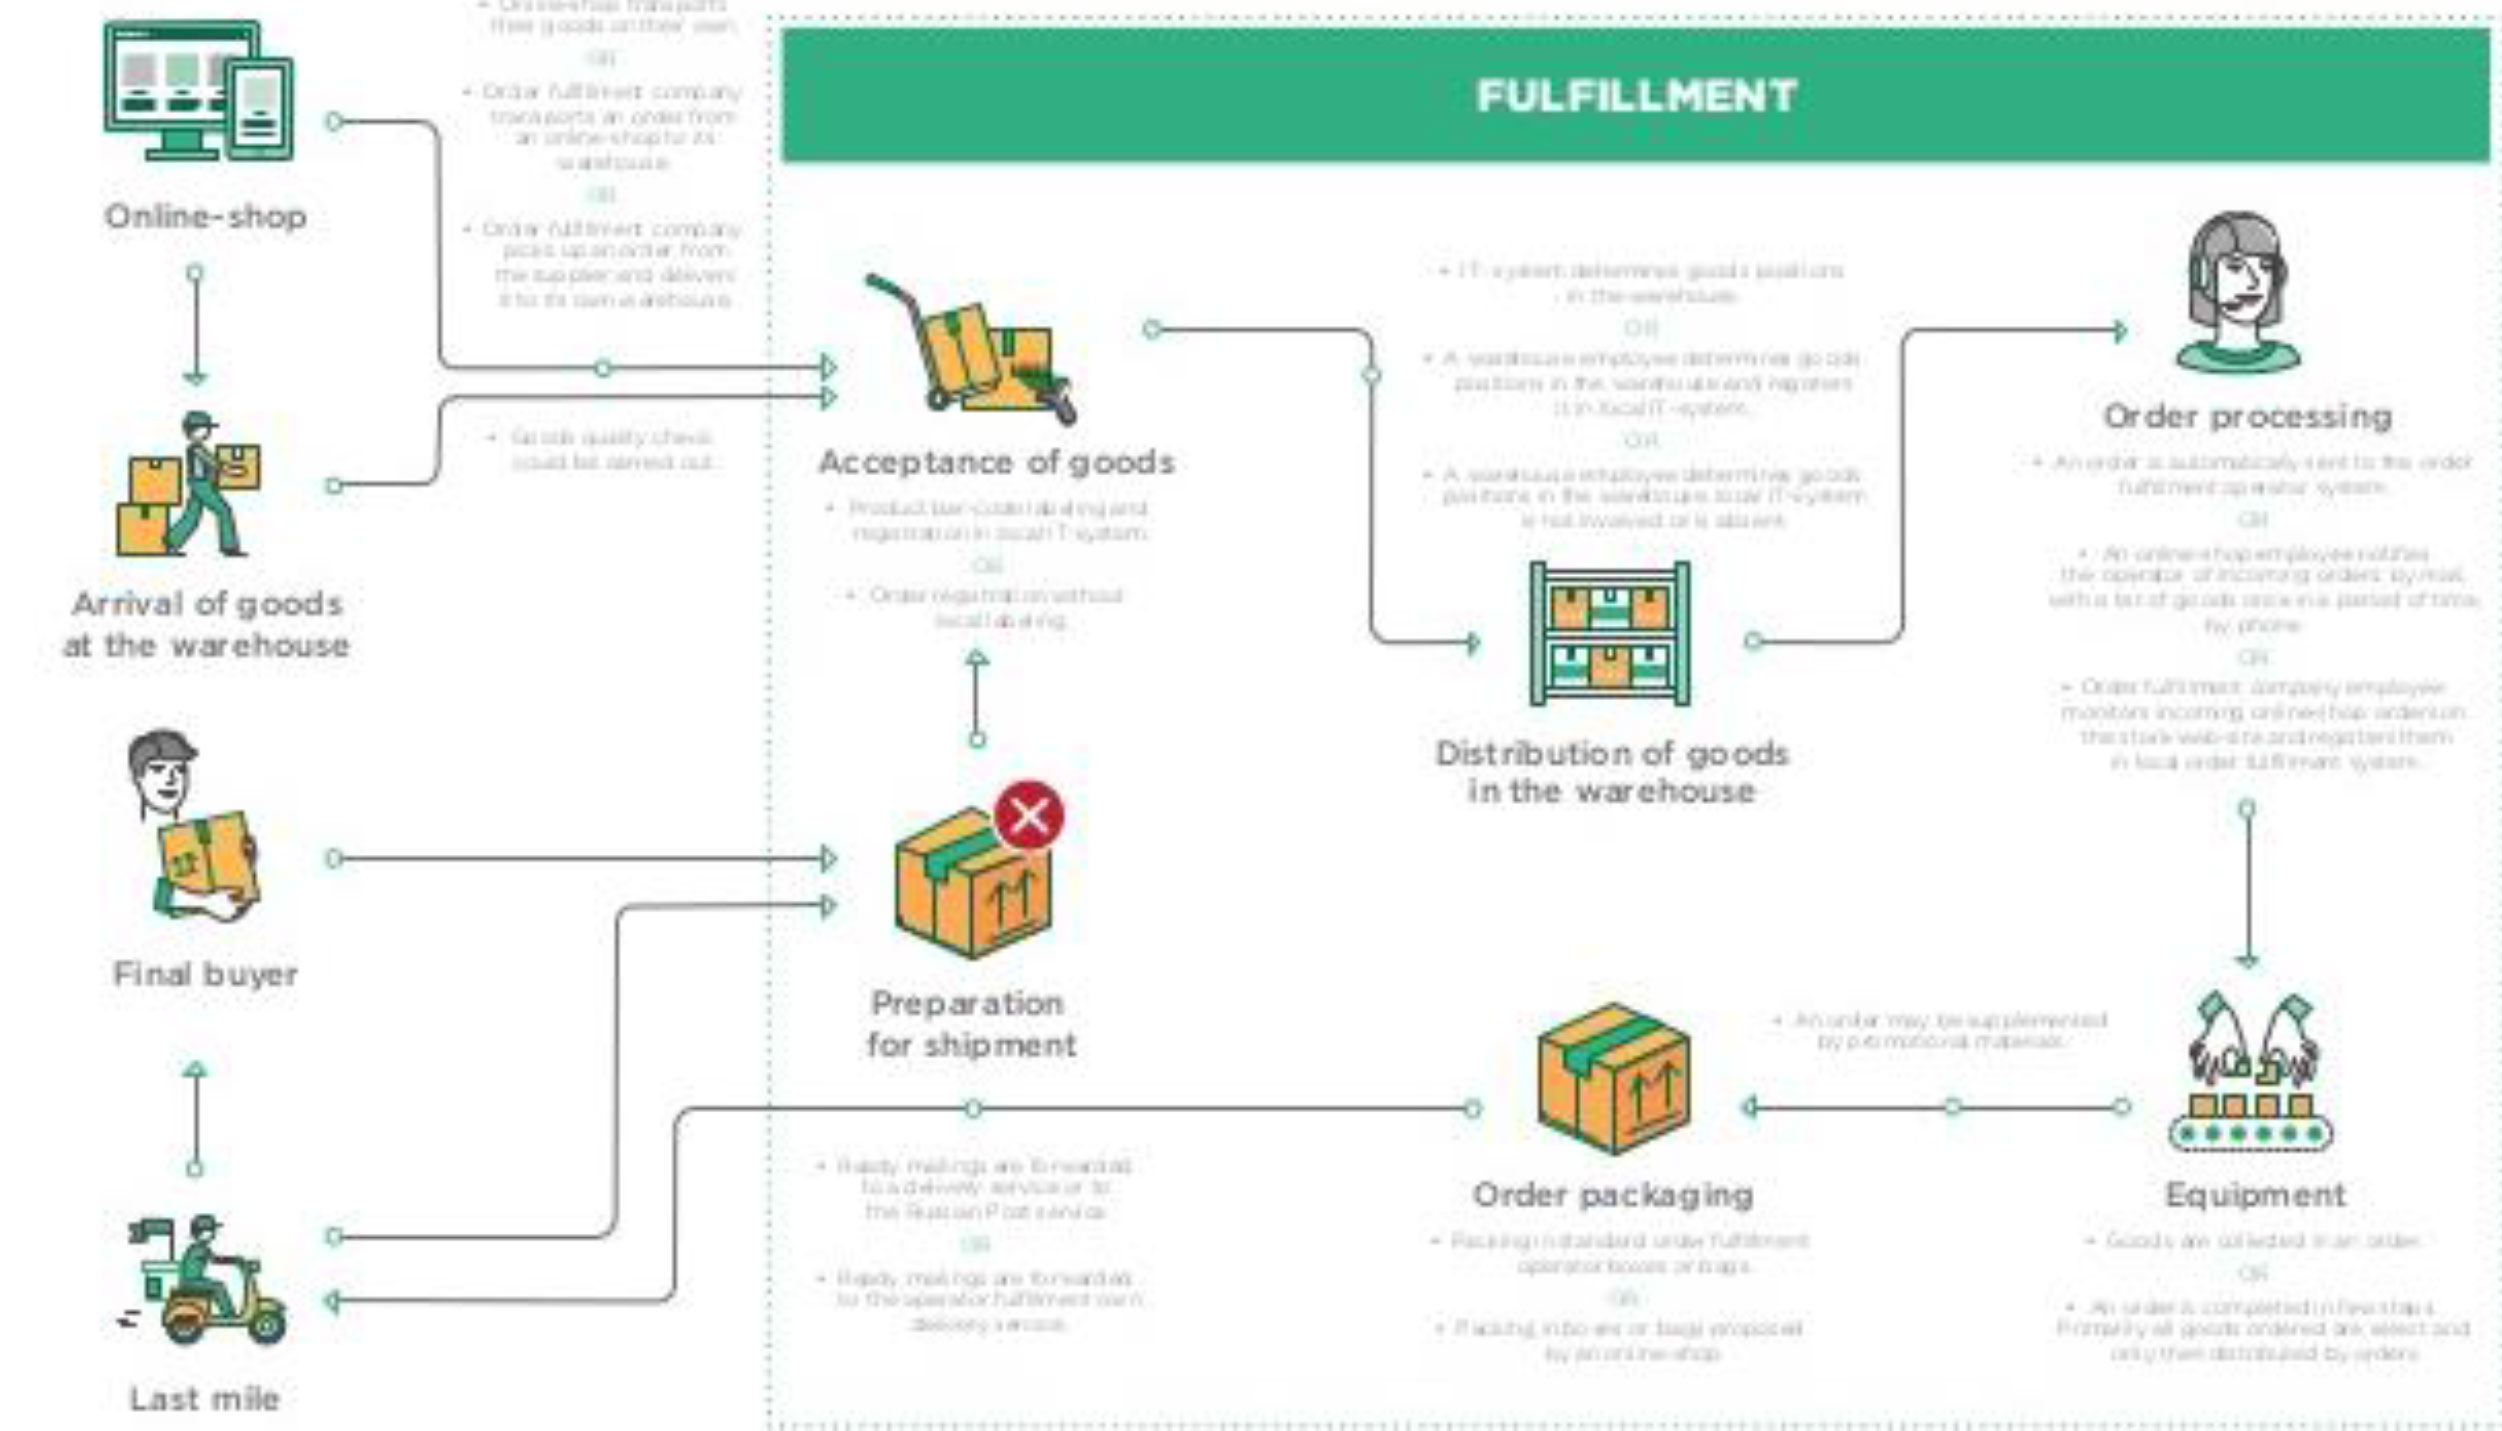 their goods on their own.
OR
• Order fulfillment company
transports an order from
an online-shop to its
warehouse.
OR
• Order fulfillment company
picks up an order from
the supplier and delivers
it to its own warehouse.
FULFILLMENT
Online-shop
• Goods quality check
could be carried out.
Arrival of goods
at the warehouse
Acceptance of goods
• Product bar-code labeling and
registration in local IT-system.
OR
• Order registration without
local labeling.
• IT-system determines goods positions
in the warehouse.
OR
• A warehouse employee determines goods
positions in the warehouse and registers
it in local IT-system.
OR
• A warehouse employee determines goods
positions in the warehouse local IT-system
is not involved or is absent.
Distribution of goods
in the warehouse
Order processing
• An order is automatically sent to the order
fulfillment operator system.
OR
• An online-shop employee notifies
the operator of incoming orders by mail,
with a list of goods once in a period of time,
by phone.
OR
• Order fulfillment company employee
monitors incoming online-shop orders on
the store web-site and registers them
in local order fulfillment system.
Final buyer
Preparation
for shipment
• An order may be supplemented
by promotional materials.
Last mile
• Ready mailings are forwarded
to a delivery service or to
the Russian Post service.
OR
• Ready mailings are forwarded
to the operator fulfillment own
delivery service.
Order packaging
• Packing in standard order fulfillment
operator boxes or bags.
OR
• Packing in boxes or bags proposed
by an online-shop.
Equipment
• Goods are collected in an order.
OR
• An order is completed in few steps.
Primarily all goods ordered are select and
only then distributed by orders.